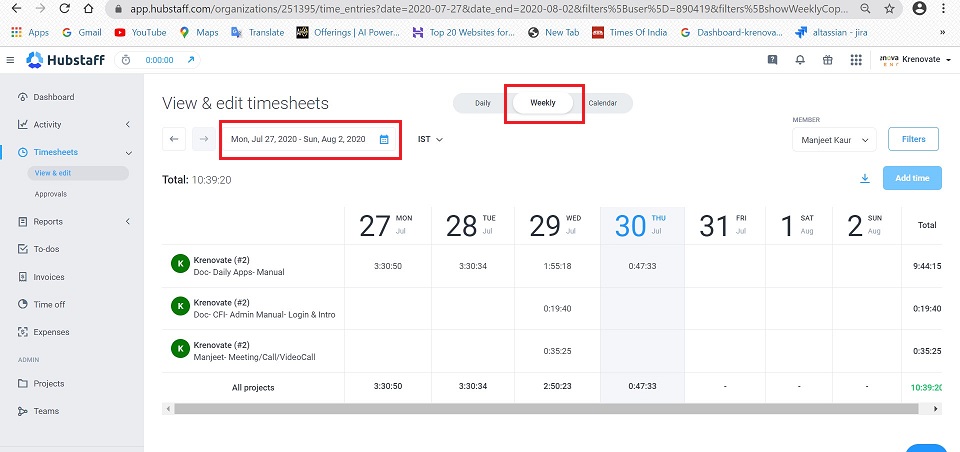 app.hubstaff.com/organizations/251395/time_entries?date=2020-07-27&date_end=2020-08-02&filters%5Buser%5D=890419&filters%5BshowWeeklyCop...
Apps Gmail YouTube Maps Translate Offerings | AI Power... Top 20 Websites for... New Tab Times Of India Dashboard-krenova... altassian - jira
Hubstaff 0:00:00 Krenovate
Dashboard
Activity
Timesheets
View & edit
Approvals
Reports
To-dos
Invoices
Time off
Expenses
ADMIN
Projects
Teams
View & edit timesheets
Daily Weekly Calendar
MEMBER
Mon, Jul 27, 2020 - Sun, Aug 2, 2020 IST Manjeet Kaur Filters
Total: 10:39:20 Add time
27 MON Jul 28 TUE Jul 29 WED Jul 30 THU Jul 31 FRI Jul 1 SAT Aug 2 SUN Aug Total
K Krenovate (#2)
Doc- Daily Apps- Manual 3:30:50 3:30:34 1:55:18 0:47:33 9:44:15
K Krenovate (#2)
Doc- CFI- Admin Manual- Login & Intro 0:19:40 0:19:40
K Krenovate (#2)
Manjeet- Meeting/Call/VideoCall 0:35:25 0:35:25
All projects 3:30:50 3:30:34 2:50:23 0:47:33 - - - 10:39:20